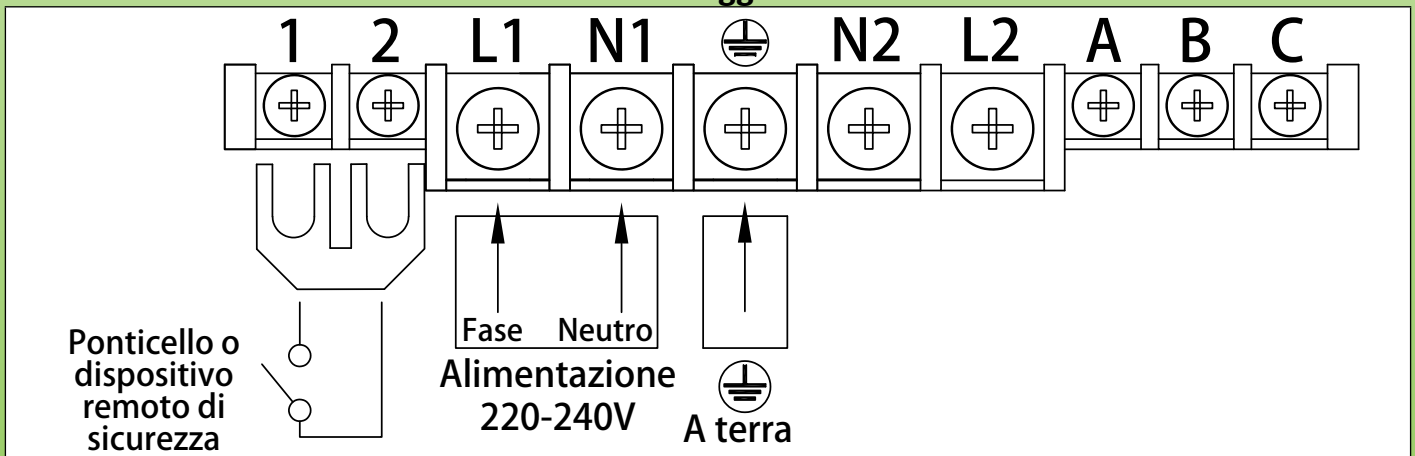 1 2 L1 N1 N2 L2 A B C
Fase Neutro
Ponticello o
dispositivo
remoto di
sicurezza
Alimentazione
220-240V
A terra